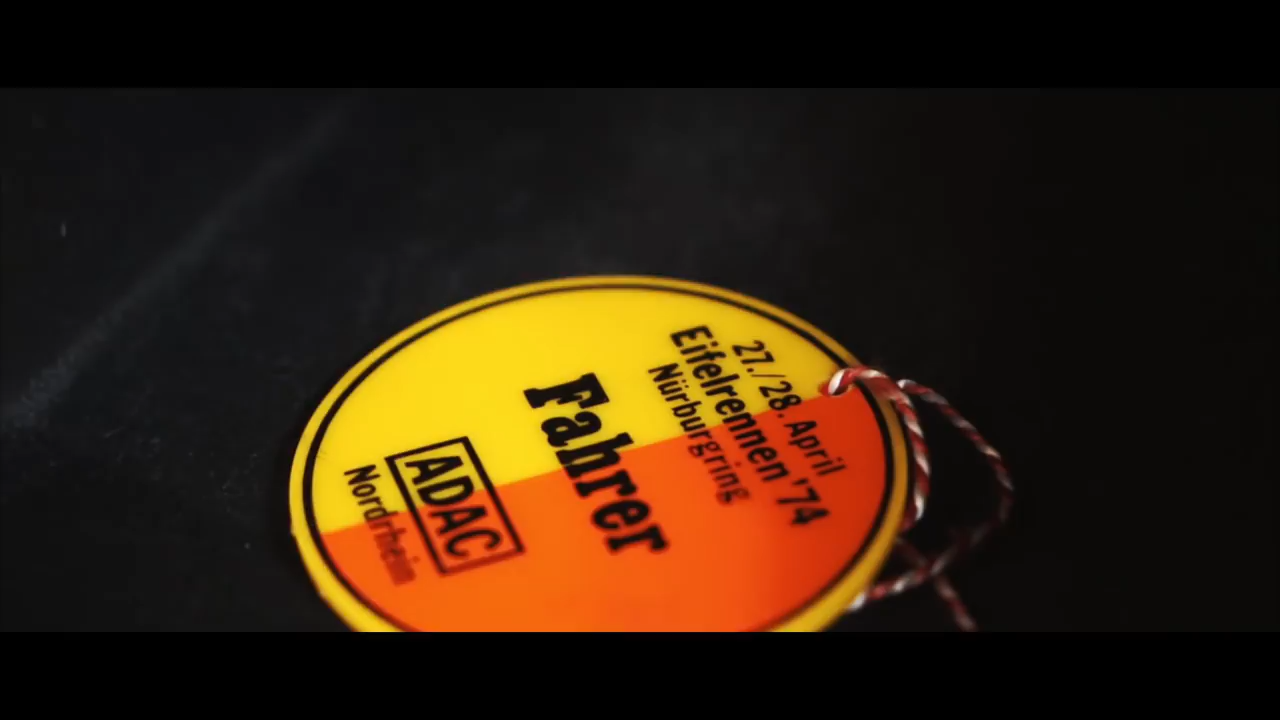 27./28. April
Eifelrennen '74
Nürburgring
Fahrer
ADAC
Nordrhein